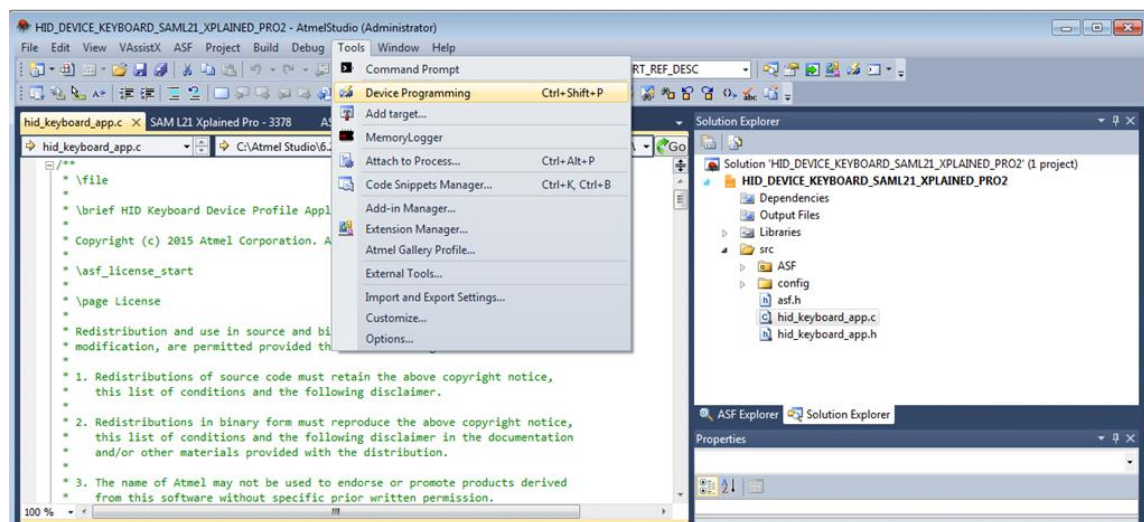 HID_DEVICE_KEYBOARD_SAML21_XPLAINED_PRO2 - AtmelStudio (Administrator)
File Edit View VAssistX ASF Project Build Debug Tools Window Help
RT_REF_DESC
hid_keyboard_app.c SAM L21 Xplained Pro - 3378
hid_keyboard_app.c C:\Atmel Studio\6. Go
/**
* \file
*
* \brief HID Keyboard Device Profile Appl
*
* Copyright (c) 2015 Atmel Corporation. A
*
* \asf_license_start
*
* \page License
*
* Redistribution and use in source and bi
* modification, are permitted provided th
*
* 1. Redistributions of source code must retain the above copyright notice,
* this list of conditions and the following disclaimer.
*
* 2. Redistributions in binary form must reproduce the above copyright notice,
* this list of conditions and the following disclaimer in the documentation
* and/or other materials provided with the distribution.
*
* 3. The name of Atmel may not be used to endorse or promote products derived
* from this software without specific prior written permission.
100 %
Command Prompt
Device Programming Ctrl+Shift+P
Add target...
MemoryLogger
Attach to Process... Ctrl+Alt+P
Code Snippets Manager... Ctrl+K, Ctrl+B
Add-in Manager...
Extension Manager...
Atmel Gallery Profile...
External Tools...
Import and Export Settings...
Customize...
Options...
Solution Explorer
Solution 'HID_DEVICE_KEYBOARD_SAML21_XPLAINED_PRO2' (1 project)
HID_DEVICE_KEYBOARD_SAML21_XPLAINED_PRO2
Dependencies
Output Files
Libraries
src
ASF
config
asf.h
hid_keyboard_app.c
hid_keyboard_app.h
ASF Explorer Solution Explorer
Properties